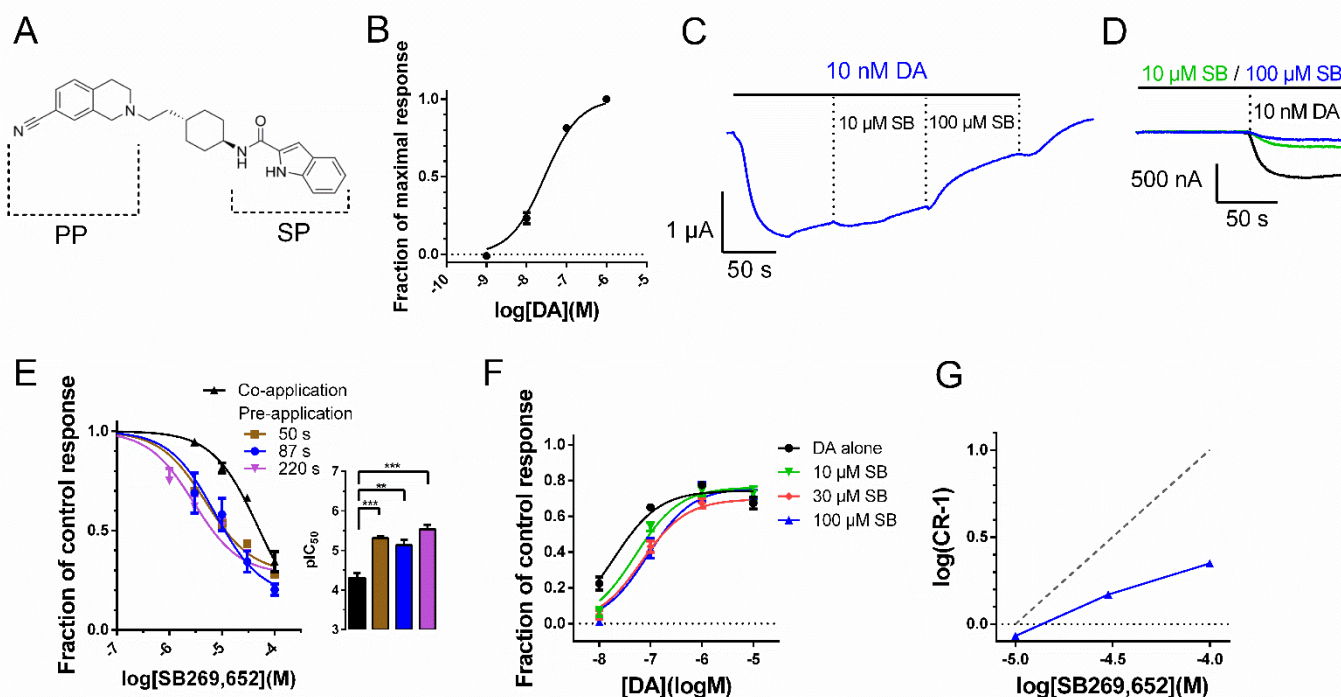 A
N
N
O
NH
HN
PP
SP
B
Fraction of maximal response
1.0
0.5
0.0
-10
-9
-8
-7
-6
-5
log[DA](M)
C
10 nM DA
10 µM SB
100 µM SB
1 µA
50 s
D
10 µM SB / 100 µM SB
10 nM DA
500 nA
50 s
E
Co-application
Pre-application
50 s
87 s
220 s
Fraction of control response
1.0
0.5
0.0
-7
-6
-5
-4
log[SB269,652](M)
pIC50
7
6
5
4
3
***
**
***
F
Fraction of control response
1.0
0.8
0.6
0.4
0.2
0.0
-8
-7
-6
-5
[DA](logM)
DA alone
10 µM SB
30 µM SB
100 µM SB
G
log(CR-1)
1.0
0.5
0.0
-5.0
-4.5
-4.0
log[SB269,652](M)